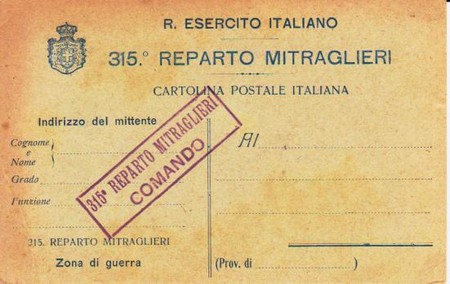 R. ESERCITO ITALIANO
315.° REPARTO MITRAGLIERI
CARTOLINA POSTALE ITALIANA
Indirizzo del mittente
Cognome
e
Nome
Grado
Funzione
315. REPARTO MITRAGLIERI
Zona di guerra
315° REPARTO MITRAGLIERI
COMANDO
Al
(Prov. di )